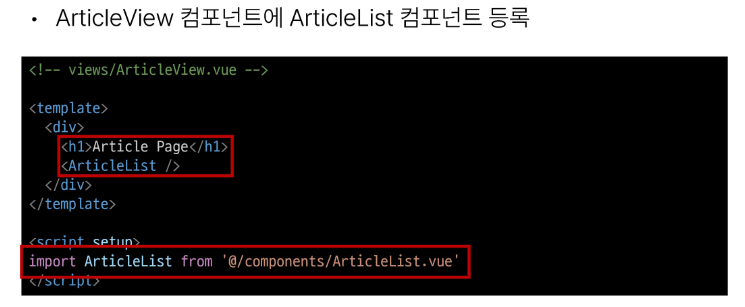 • ArticleView 컴포넌트에 ArticleList 컴포넌트 등록
<!-- views/ArticleView.vue -->
<template>
<div>
<h1>Article Page</h1>
<ArticleList />
</div>
</template>
<script setup>
import ArticleList from '@/components/ArticleList.vue'
</script>